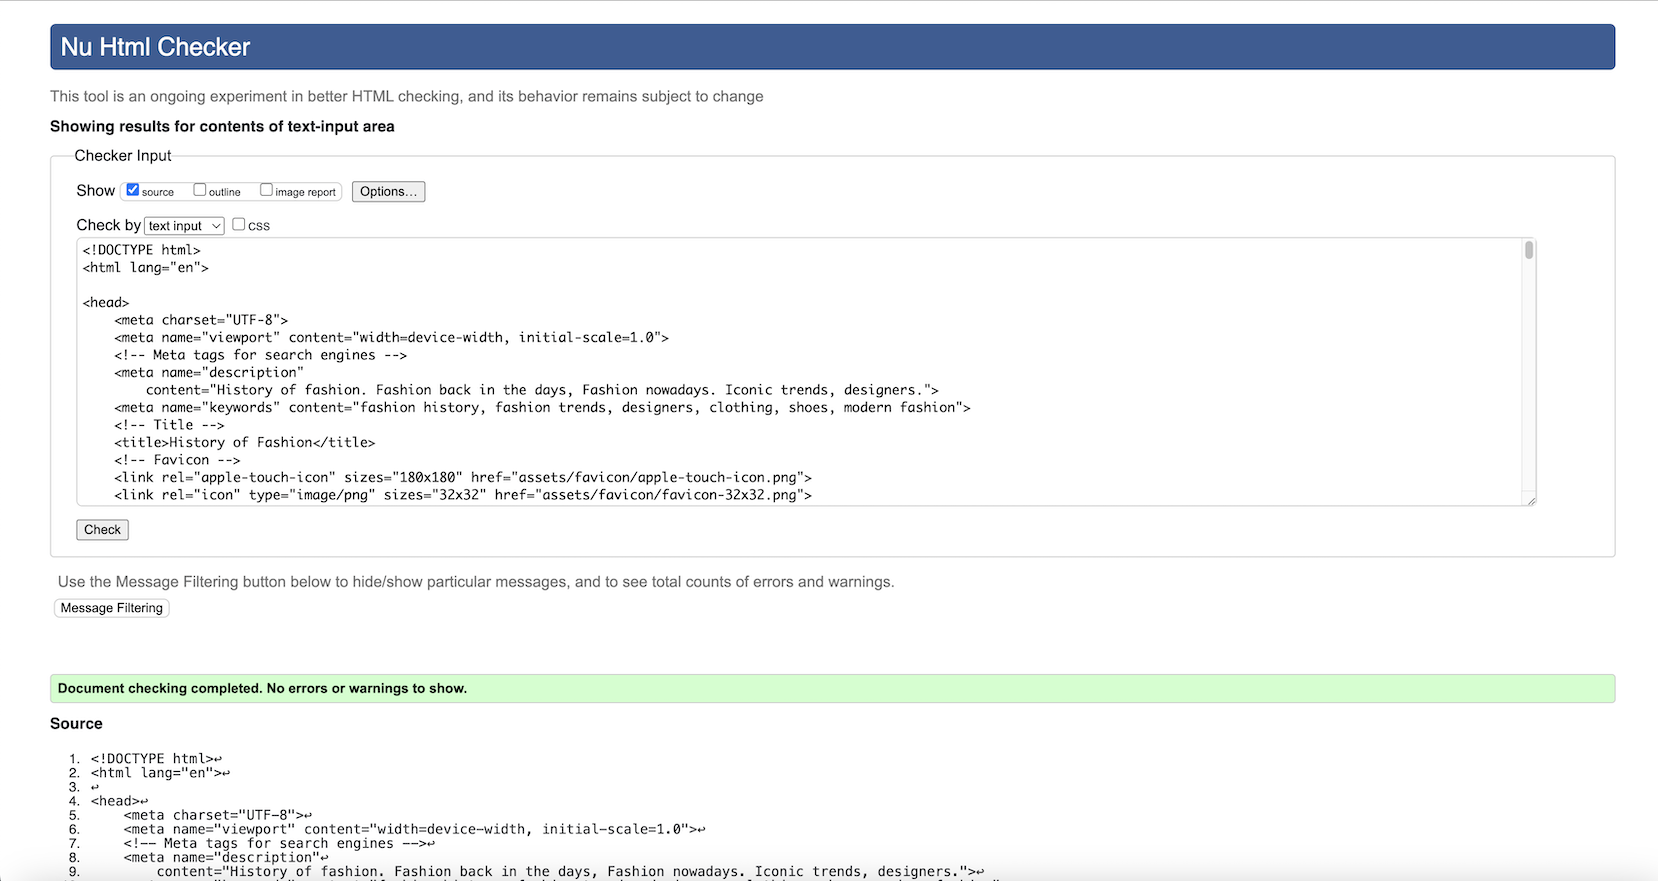 Nu Html Checker
This tool is an ongoing experiment in better HTML checking, and its behavior remains subject to change
Showing results for contents of text-input area
Checker Input
Show source outline image report Options...
Check by text input css
<!DOCTYPE html>
<html lang="en">
<head>
<meta charset="UTF-8">
<meta name="viewport" content="width=device-width, initial-scale=1.0">
<!-- Meta tags for search engines -->
<meta name="description"
content="History of fashion. Fashion back in the days, Fashion nowadays. Iconic trends, designers.">
<meta name="keywords" content="fashion history, fashion trends, designers, clothing, shoes, modern fashion">
<!-- Title -->
<title>History of Fashion</title>
<!-- Favicon -->
<link rel="apple-touch-icon" sizes="180x180" href="assets/favicon/apple-touch-icon.png">
<link rel="icon" type="image/png" sizes="32x32" href="assets/favicon/favicon-32x32.png">
Check
Use the Message Filtering button below to hide/show particular messages, and to see total counts of errors and warnings.
Message Filtering
Document checking completed. No errors or warnings to show.
Source
1. <!DOCTYPE html>↩
2. <html lang="en">↩
3. ↩
4. <head>↩
5. <meta charset="UTF-8">↩
6. <meta name="viewport" content="width=device-width, initial-scale=1.0">↩
7. <!-- Meta tags for search engines -->↩
8. <meta name="description"↩
9. content="History of fashion. Fashion back in the days, Fashion nowadays. Iconic trends, designers.">↩